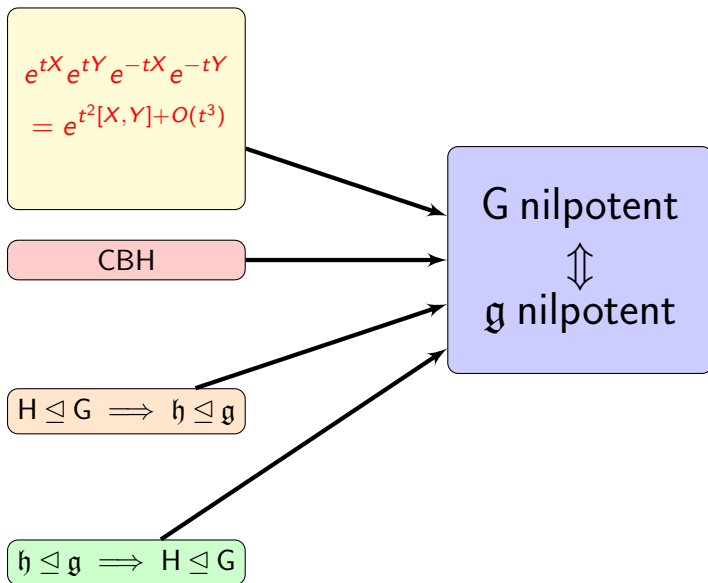 e^{tX} e^{tY} e^{-tX} e^{-tY}
= e^{t^2[X,Y]+O(t^3)}
CBH
H ⊴ G ⟹ 𝔥 ⊴ 𝔤
𝔥 ⊴ 𝔤 ⟹ H ⊴ G
G nilpotent
⇕
𝔤 nilpotent